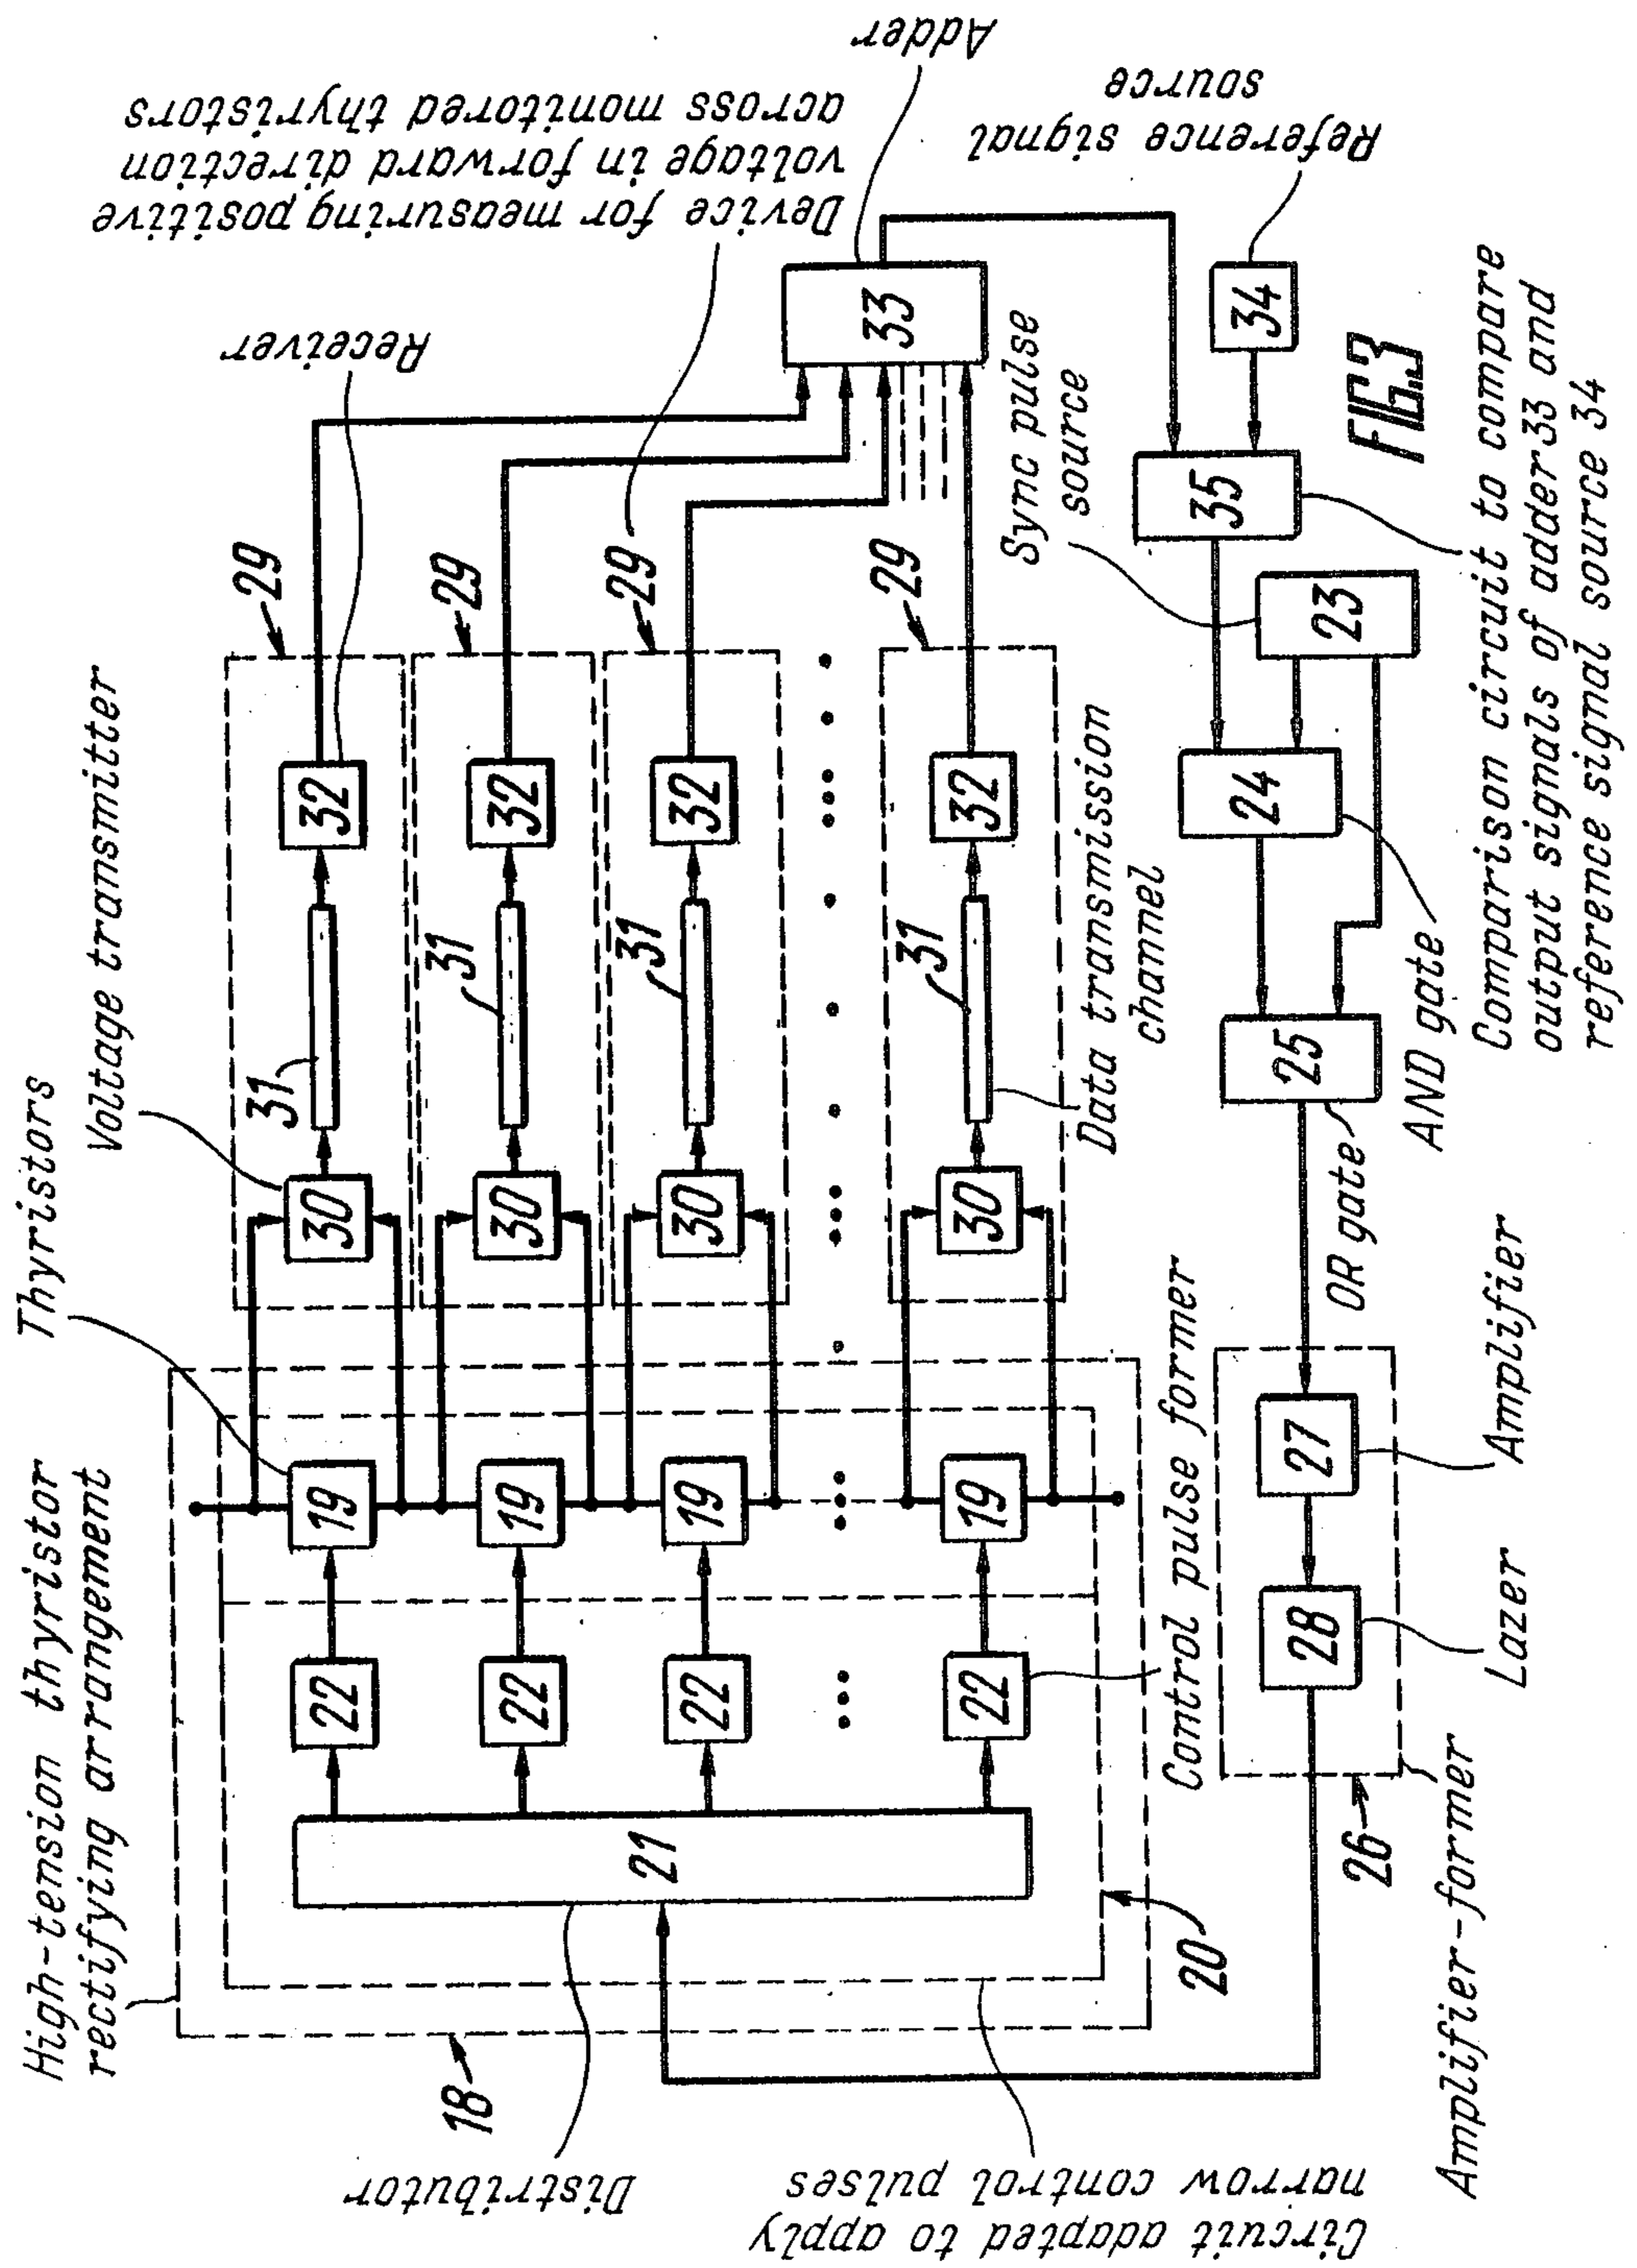 High-tension thyristor
rectifying arrangement
Thyristors
Voltage transmitter
Receiver
Device for measuring positive
voltage in forward direction
across monitored thyristors
Adder
Reference signal
source
18
20
21
22
22
22
22
19
19
19
19
30
30
30
30
31
31
31
31
32
32
32
32
29
29
29
29
33
34
35
Sync pulse
source
23
24
25
Data transmission
channel
Control pulse former
OR gate
AND gate
27
28
26
Amplifier
Lazer
Amplifier-former
Distributor
Circuit adapted to apply
narrow control pulses
Comparison circuit to compare
output signals of adder 33 and
reference signal source 34
FIG.3